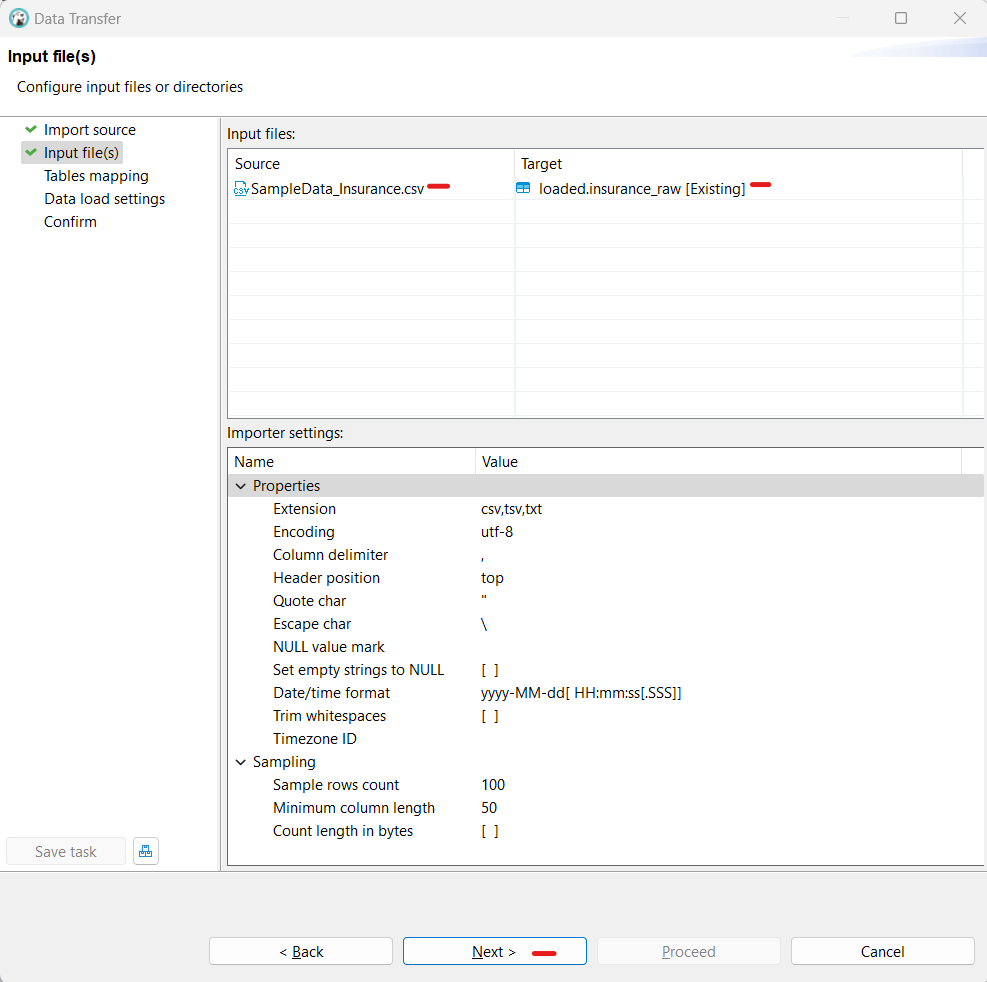 Data Transfer
Input file(s)
Configure input files or directories
Import source
Input file(s)
Tables mapping
Data load settings
Confirm
Input files:
Source Target
SampleData_Insurance.csv loaded.insurance_raw [Existing]
Importer settings:
Name Value
Properties
Extension csv,tsv,txt
Encoding utf-8
Column delimiter ,
Header position top
Quote char "
Escape char \
NULL value mark
Set empty strings to NULL [ ]
Date/time format yyyy-MM-dd[ HH:mm:ss[.SSS]]
Trim whitespaces [ ]
Timezone ID
Sampling
Sample rows count 100
Minimum column length 50
Count length in bytes [ ]
Save task
< Back Next > Proceed Cancel